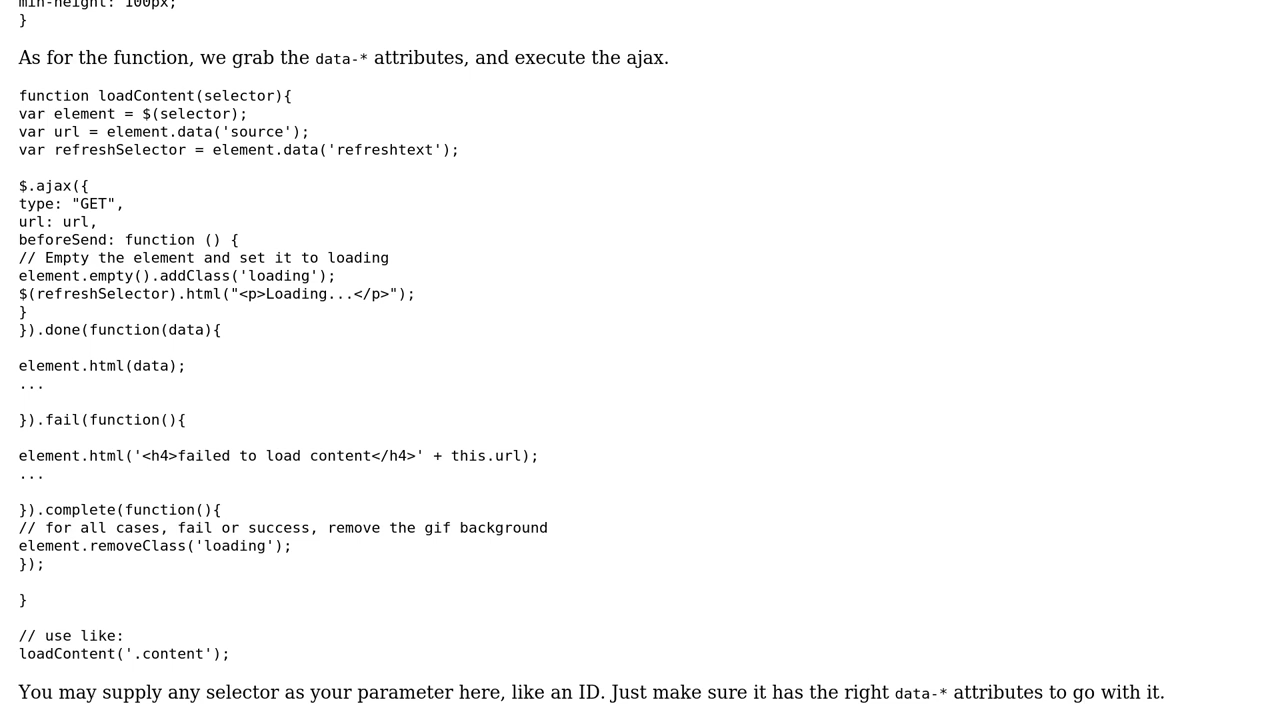 min-height: 100px;
}
As for the function, we grab the data-* attributes, and execute the ajax.
function loadContent(selector){
var element = $(selector);
var url = element.data('source');
var refreshSelector = element.data('refreshtext');
$.ajax({
type: "GET",
url: url,
beforeSend: function () {
// Empty the element and set it to loading
element.empty().addClass('loading');
$(refreshSelector).html("<p>Loading...</p>");
}
}).done(function(data){
element.html(data);
...
}).fail(function(){
element.html('<h4>failed to load content</h4>' + this.url);
...
}).complete(function(){
// for all cases, fail or success, remove the gif background
element.removeClass('loading');
});
}
// use like:
loadContent('.content');
You may supply any selector as your parameter here, like an ID. Just make sure it has the right data-* attributes to go with it.